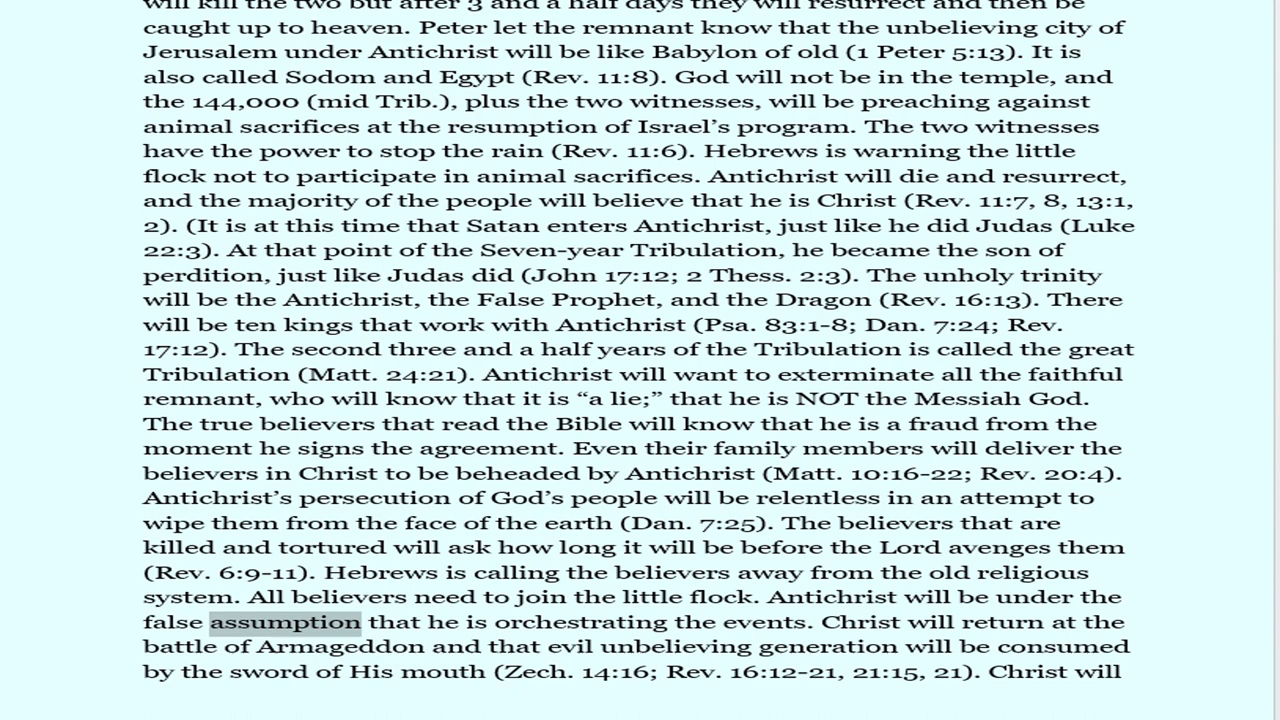 will kill the two but after 3 and a half days they will resurrect and then be
caught up to heaven. Peter let the remnant know that the unbelieving city of
Jerusalem under Antichrist will be like Babylon of old (1 Peter 5:13). It is
also called Sodom and Egypt (Rev. 11:8). God will not be in the temple, and
the 144,000 (mid Trib.), plus the two witnesses, will be preaching against
animal sacrifices at the resumption of Israel’s program. The two witnesses
have the power to stop the rain (Rev. 11:6). Hebrews is warning the little
flock not to participate in animal sacrifices. Antichrist will die and resurrect,
and the majority of the people will believe that he is Christ (Rev. 11:7, 8, 13:1,
2). (It is at this time that Satan enters Antichrist, just like he did Judas (Luke
22:3). At that point of the Seven-year Tribulation, he became the son of
perdition, just like Judas did (John 17:12; 2 Thess. 2:3). The unholy trinity
will be the Antichrist, the False Prophet, and the Dragon (Rev. 16:13). There
will be ten kings that work with Antichrist (Psa. 83:1-8; Dan. 7:24; Rev.
17:12). The second three and a half years of the Tribulation is called the great
Tribulation (Matt. 24:21). Antichrist will want to exterminate all the faithful
remnant, who will know that it is “a lie;” that he is NOT the Messiah God.
The true believers that read the Bible will know that he is a fraud from the
moment he signs the agreement. Even their family members will deliver the
believers in Christ to be beheaded by Antichrist (Matt. 10:16-22; Rev. 20:4).
Antichrist’s persecution of God’s people will be relentless in an attempt to
wipe them from the face of the earth (Dan. 7:25). The believers that are
killed and tortured will ask how long it will be before the Lord avenges them
(Rev. 6:9-11). Hebrews is calling the believers away from the old religious
system. All believers need to join the little flock. Antichrist will be under the
false assumption that he is orchestrating the events. Christ will return at the
battle of Armageddon and that evil unbelieving generation will be consumed
by the sword of His mouth (Zech. 14:16; Rev. 16:12-21, 21:15, 21). Christ will